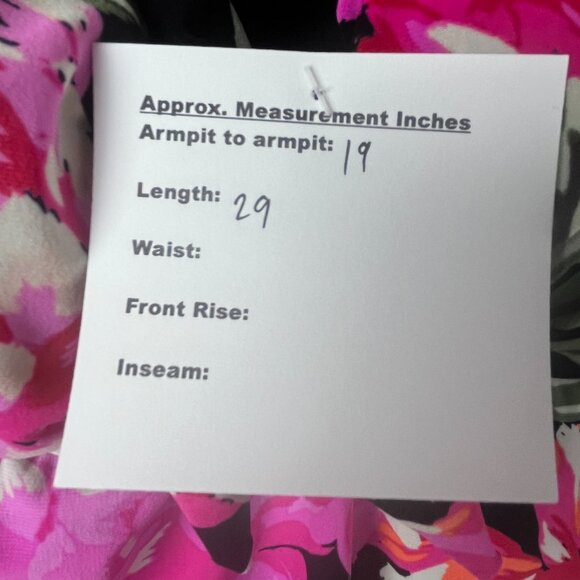 Approx. Measurement Inches
Armpit to armpit: 19
Length: 29
Waist:
Front Rise:
Inseam: